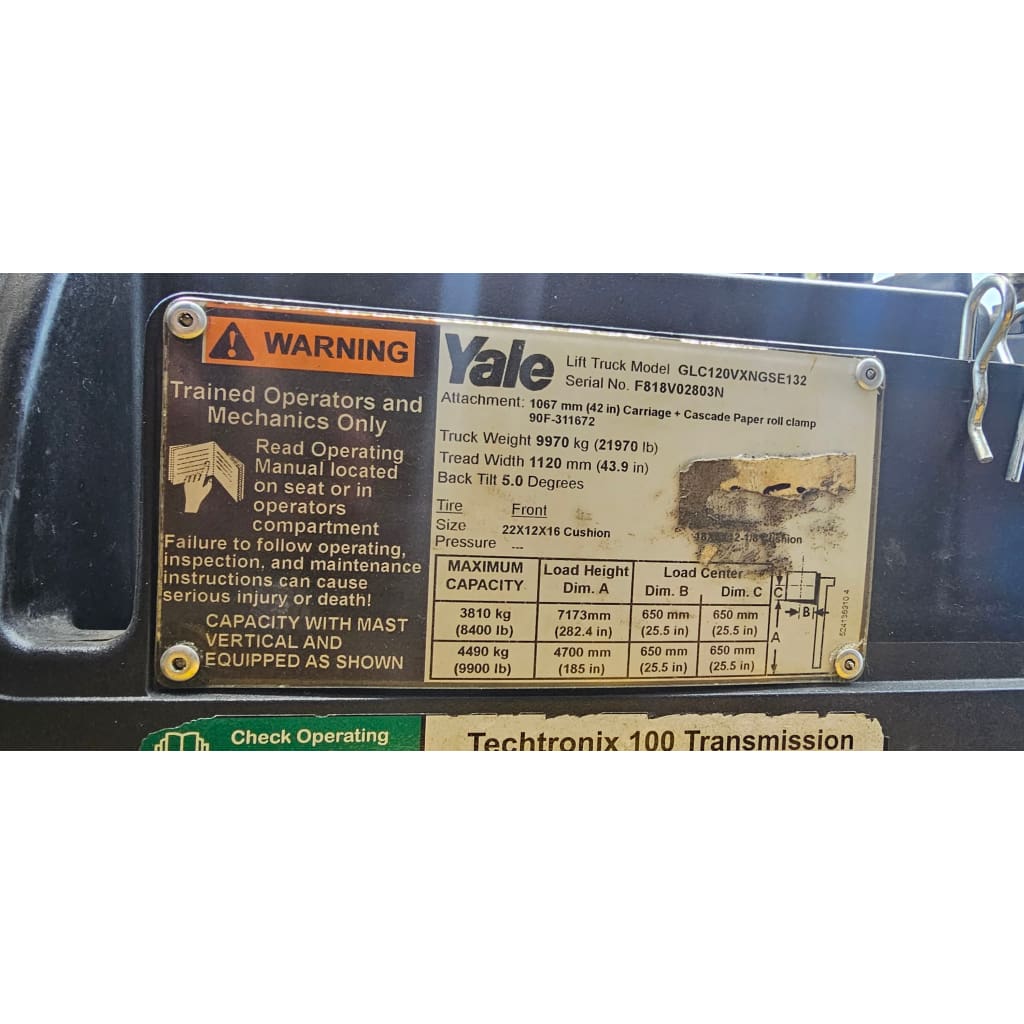 WARNING
Trained Operators and
Mechanics Only
Read Operating
Manual located
on seat or in
operators
compartment
Failure to follow operating,
inspection, and maintenance
instructions can cause
serious injury or death!
CAPACITY WITH MAST
VERTICAL AND
EQUIPPED AS SHOWN
Yale Lift Truck Model GLC120VXNGSE132
Serial No. F818V02803N
Attachment: 1067 mm (42 in) Carriage + Cascade Paper roll clamp
90F-311672
Truck Weight 9970 kg (21970 lb)
Tread Width 1120 mm (43.9 in)
Back Tilt 5.0 Degrees
Tire Front
Size 22X12X16 Cushion
Pressure ---
MAXIMUM CAPACITY Load Height Dim. A Load Center Dim. B Dim. C
3810 kg 7173mm 650 mm 650 mm
(8400 lb) (282.4 in) (25.5 in) (25.5 in)
4490 kg 4700 mm 650 mm 650 mm
(9900 lb) (185 in) (25.5 in) (25.5 in)
C
B
A
Check Operating
Techtronix 100 Transmission